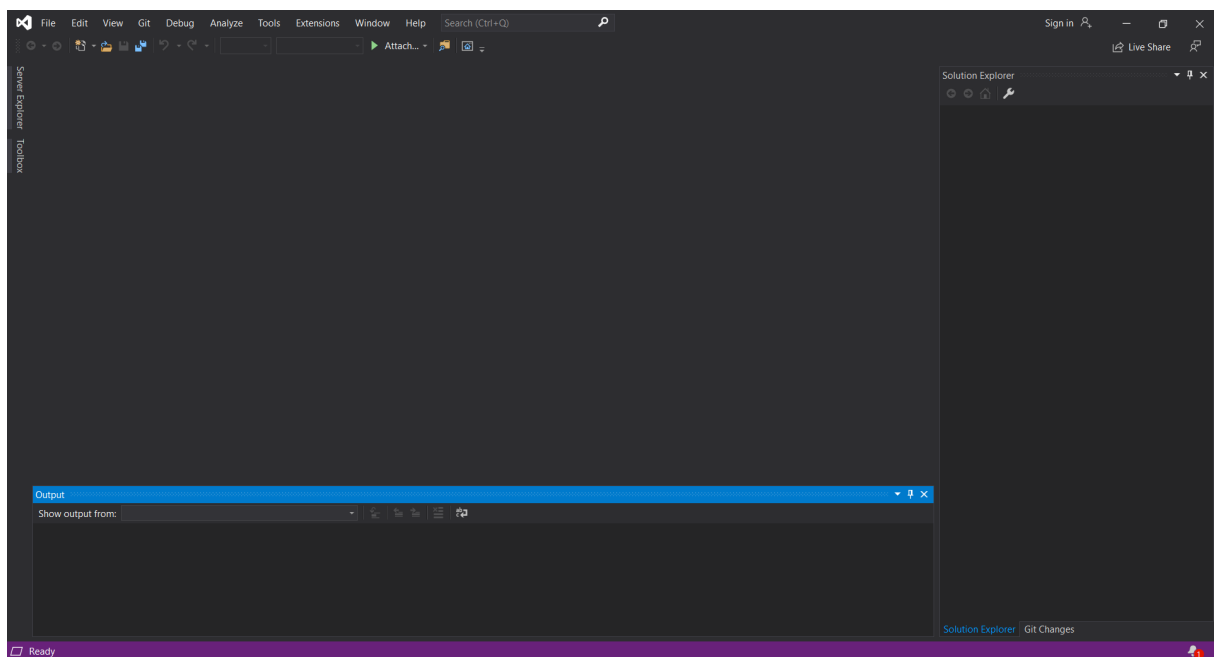 File Edit View Git Debug Analyze Tools Extensions Window Help Search (Ctrl+Q) Sign in
Attach... Live Share
Server Explorer
Toolbox
Solution Explorer
Output
Show output from:
Solution Explorer Git Changes
Ready 1